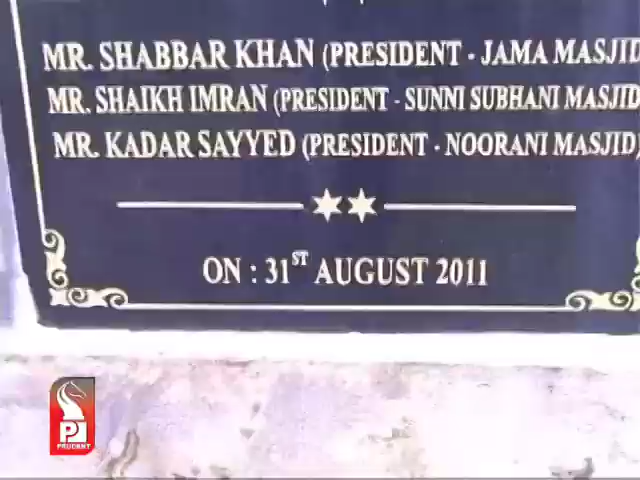 MR. SHABBAR KHAN (PRESIDENT - JAMA MASJID
MR. SHAIKH IMRAN (PRESIDENT - SUNNI SUBHANI MASJID
MR. KADAR SAYYED (PRESIDENT - NOORANI MASJID)
ON : 31ST AUGUST 2011
PRUDENT